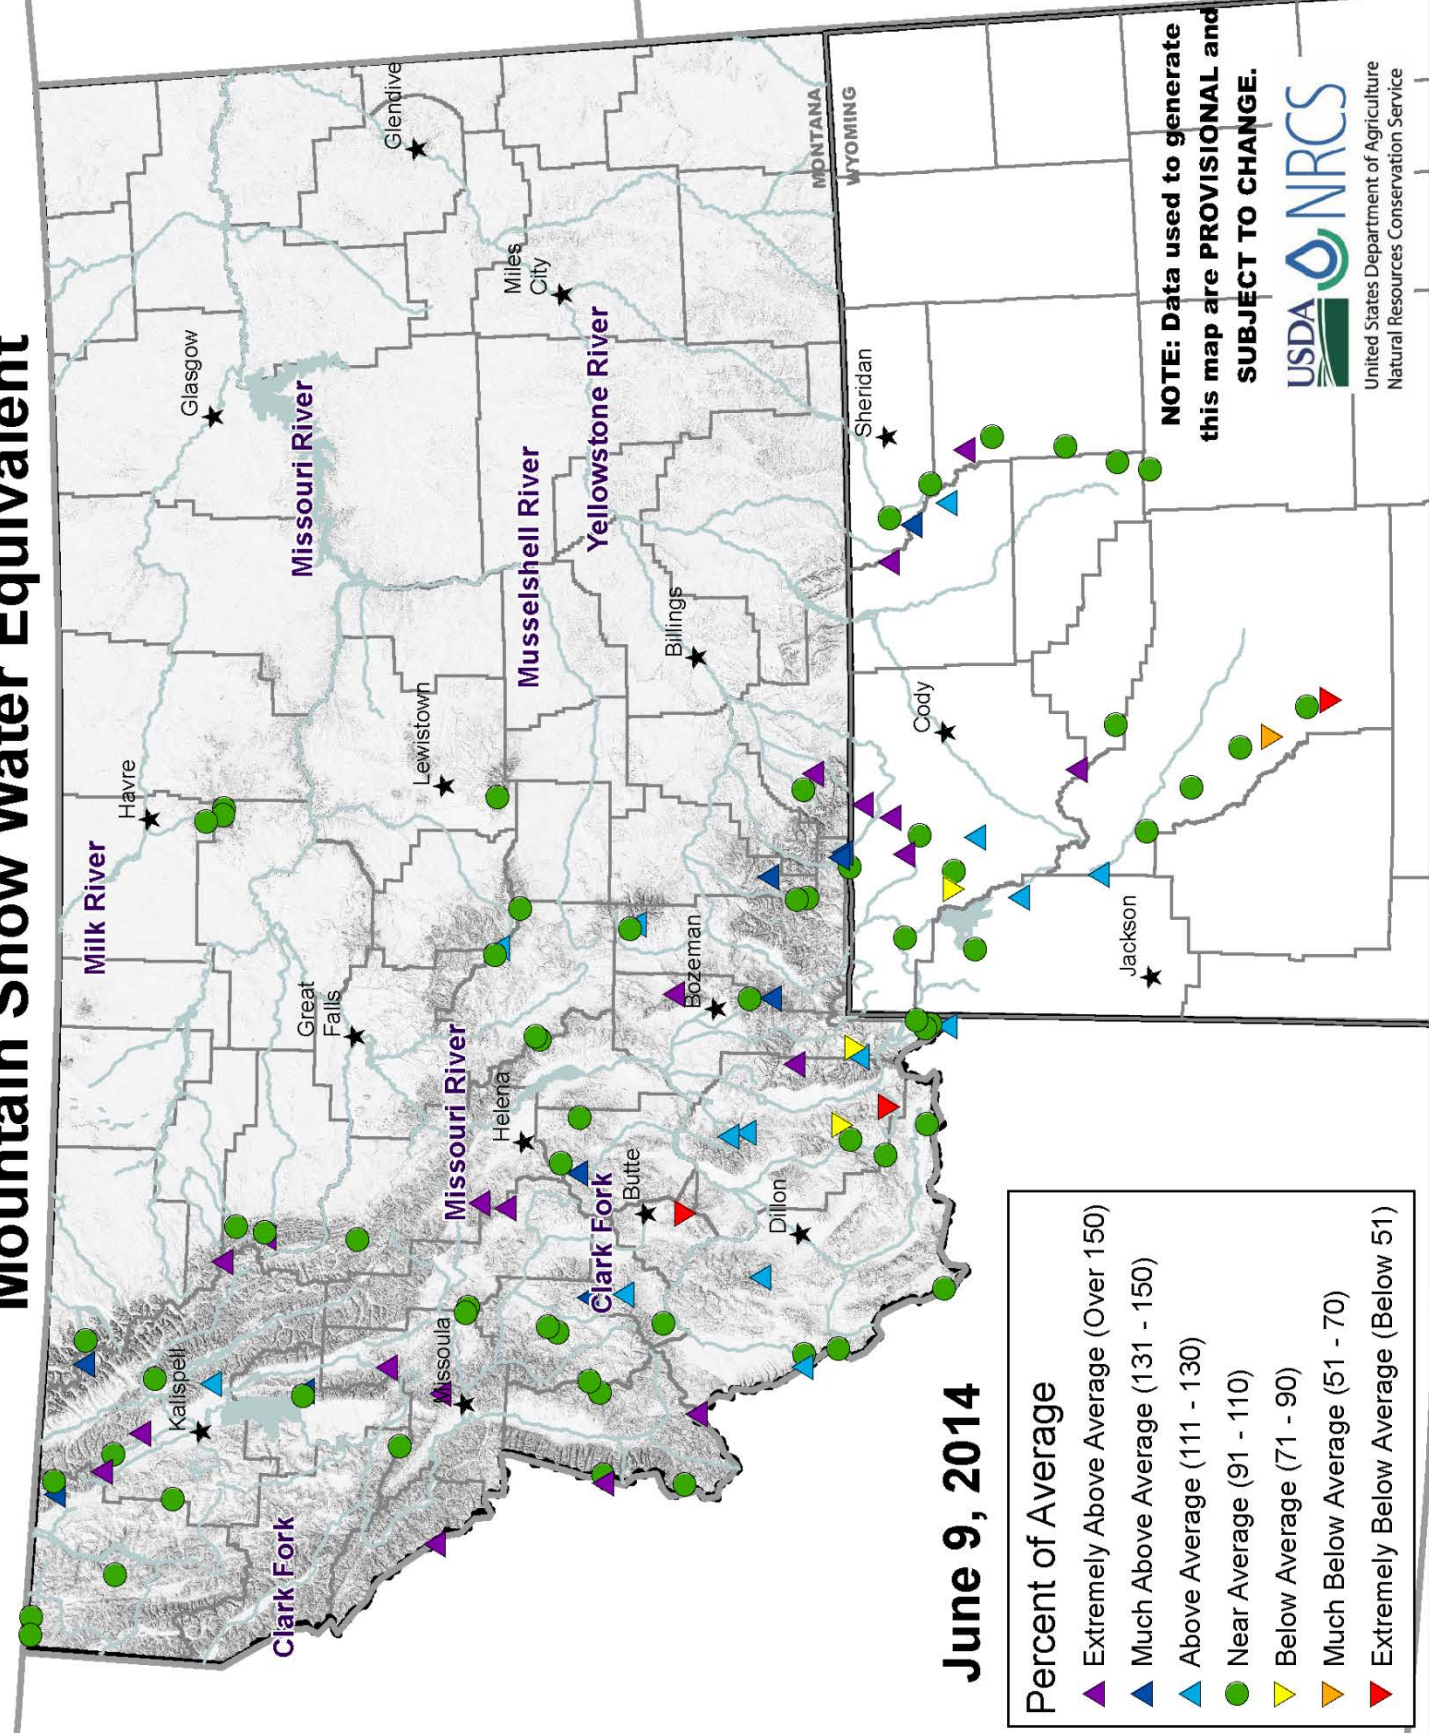 Mountain Snow Water Equivalent
Milk River
Havre
Glasgow
Missouri River
Great
Falls
Lewistown
Glendive
Kalispell
Clark Fork
Missouri River
Missoula
Helena
Musselshell River
Miles
City
Yellowstone River
Clark Fork
Butte
Bozeman
Billings
Dillon
MONTANA
WYOMING
Sheridan
Cody
Jackson
June 9, 2014
Percent of Average
Extremely Above Average (Over 150)
Much Above Average (131 - 150)
Above Average (111 - 130)
Near Average (91 - 110)
Below Average (71 - 90)
Much Below Average (51 - 70)
Extremely Below Average (Below 51)
NOTE: Data used to generate
this map are PROVISIONAL and
SUBJECT TO CHANGE.
USDA NRCS
United States Department of Agriculture
Natural Resources Conservation Service